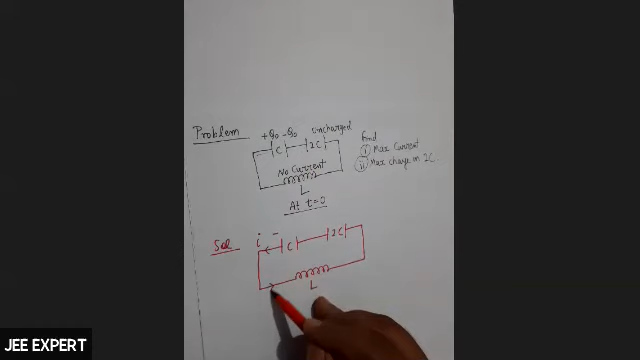 Problem
+Q0 -Q0 uncharged
C 2C
No Current
L
At t=0
Find
(i) Max Current
(ii) Max charge on 2C.
Sol
i -
C 2C
L
JEE EXPERT